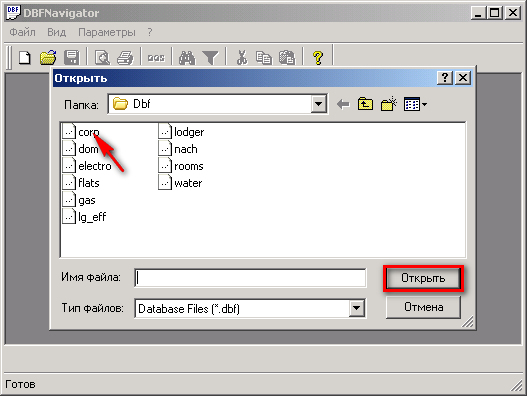 DBFNavigator
Файл Вид Параметры ?
Открыть
Папка: Dbf
corp lodger
dom nach
electro rooms
flats water
gas
lg_eff
Имя Файла: Открыть
Тип файлов: Database Files (*.dbf) Отмена
Готов